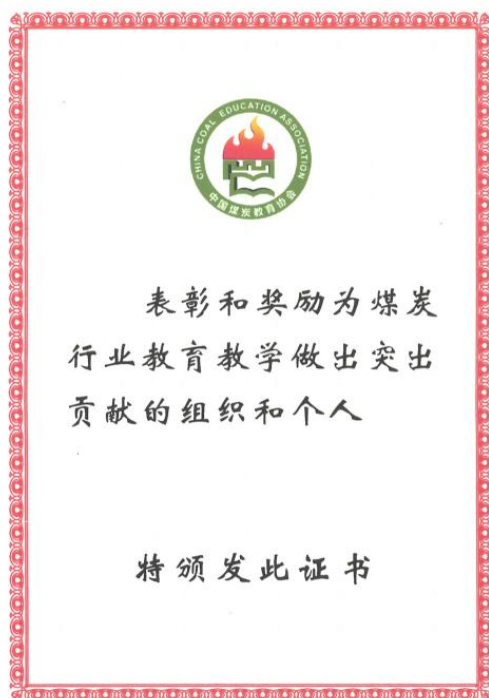 CHINA COAL EDUCATION ASSOCIATION
中国煤炭教育协会
表彰和奖励为煤炭
行业教育教学做出突出
贡献的组织和个人
特颁发此证书